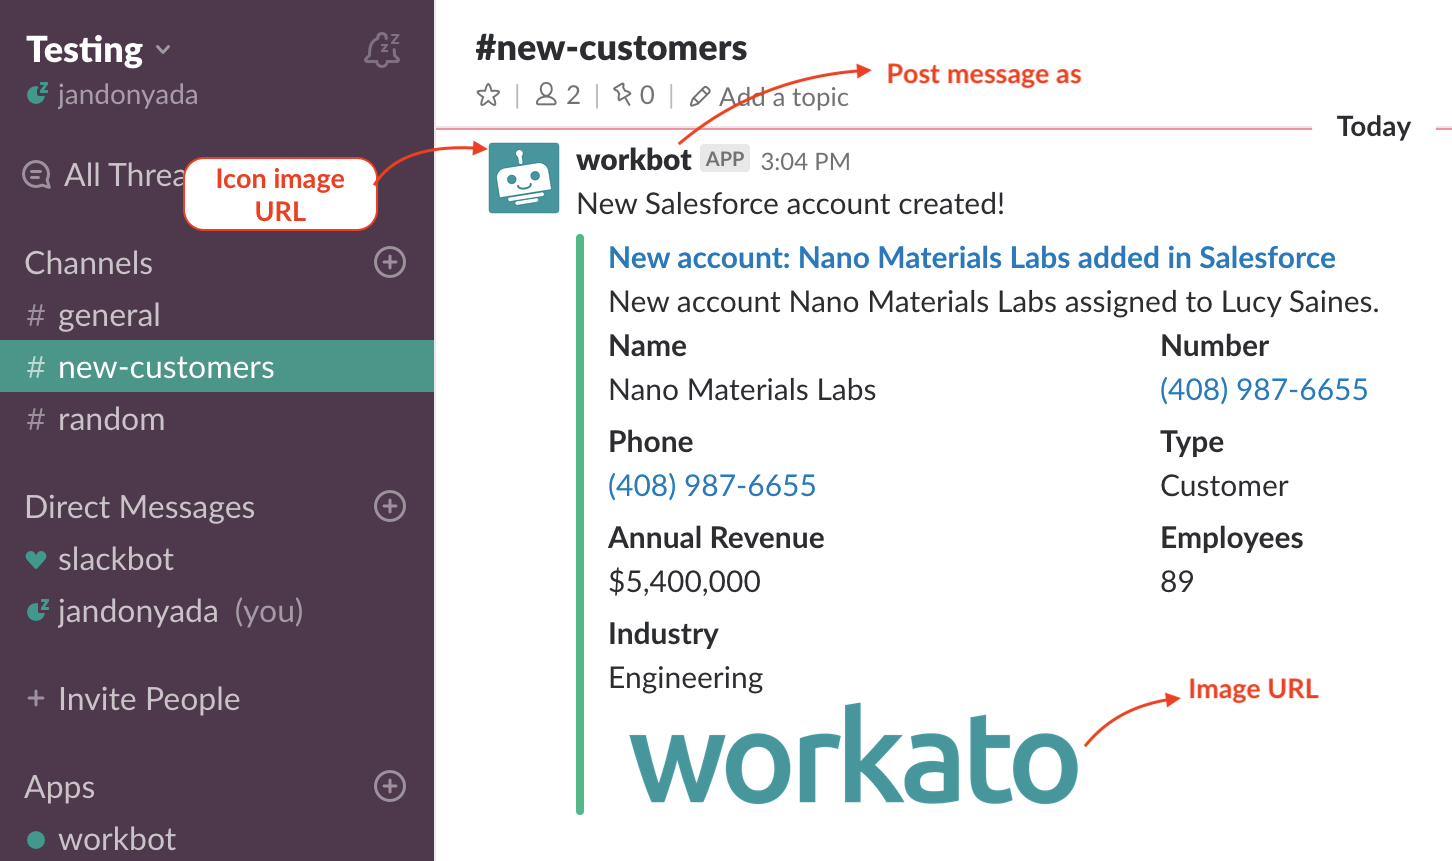 Testing
jandonyada
All Threa
Icon image
URL
Channels
# general
# new-customers
# random
Direct Messages
slackbot
jandonyada (you)
+ Invite People
Apps
workbot
#new-customers
2 | 0 | Add a topic
Post message as
Today
workbot APP 3:04 PM
New Salesforce account created!
New account: Nano Materials Labs added in Salesforce
New account Nano Materials Labs assigned to Lucy Saines.
Name Number
Nano Materials Labs (408) 987-6655
Phone Type
(408) 987-6655 Customer
Annual Revenue Employees
$5,400,000 89
Industry
Engineering
Image URL
workato